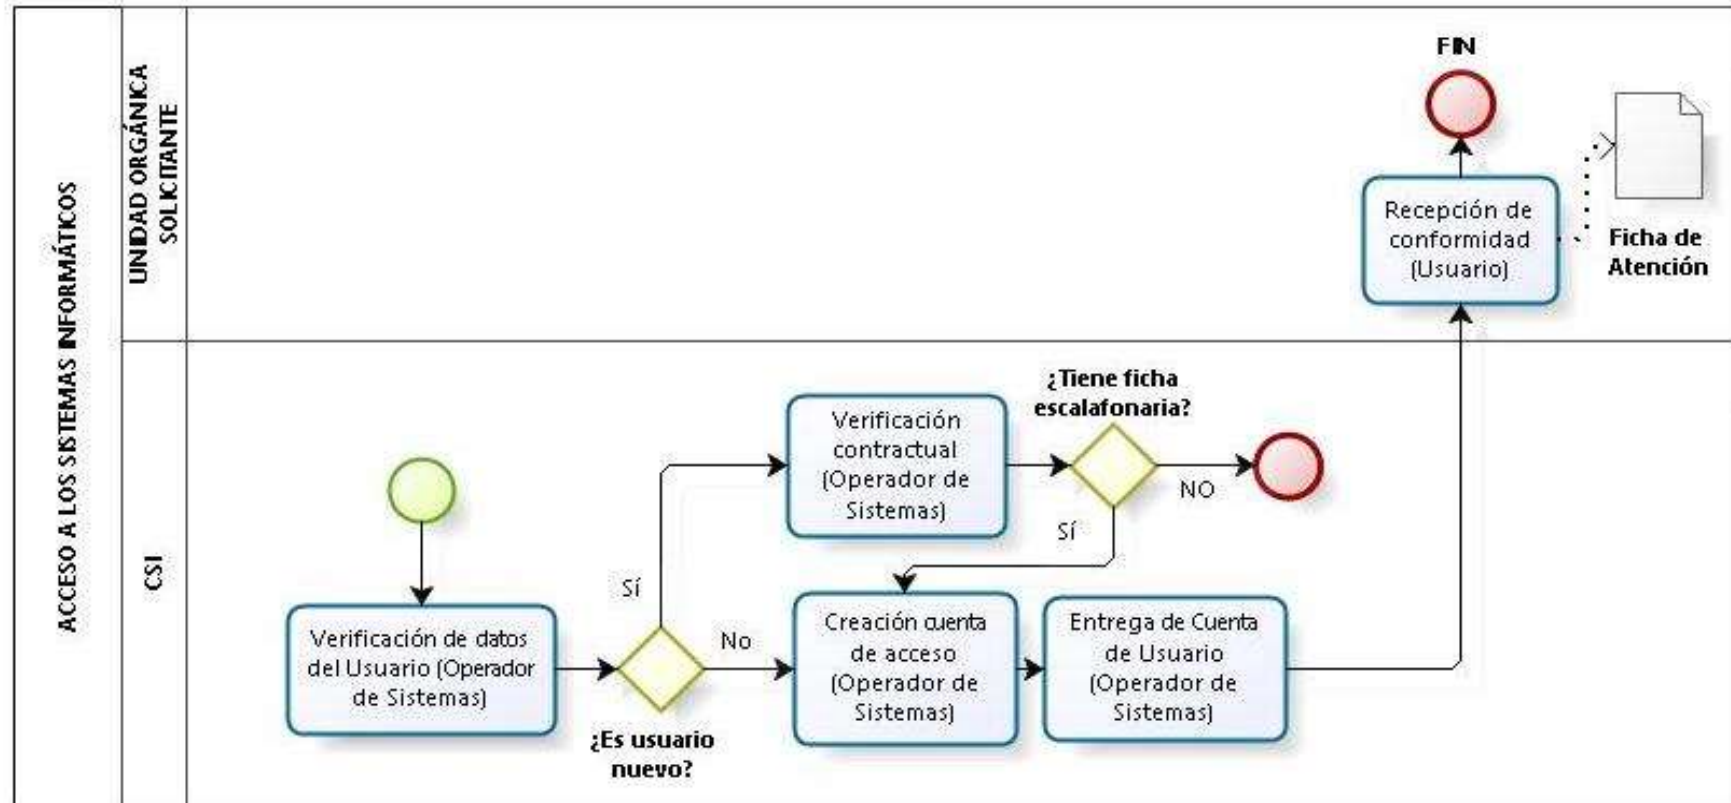 ACCESO A LOS SISTEMAS INFORMÁTICOS
UNIDAD ORGÁNICA
SOLICITANTE
FIN
Recepción de
conformidad
(Usuario)
Ficha de
Atención
CSI
Verificación de datos
del Usuario (Operador
de Sistemas)
¿Es usuario
nuevo?
Sí
No
Verificación
contractual
(Operador de
Sistemas)
¿Tiene ficha
escalafonaria?
NO
Sí
Creación cuenta
de acceso
(Operador de
Sistemas)
Entrega de Cuenta
de Usuario
(Operador de
Sistemas)